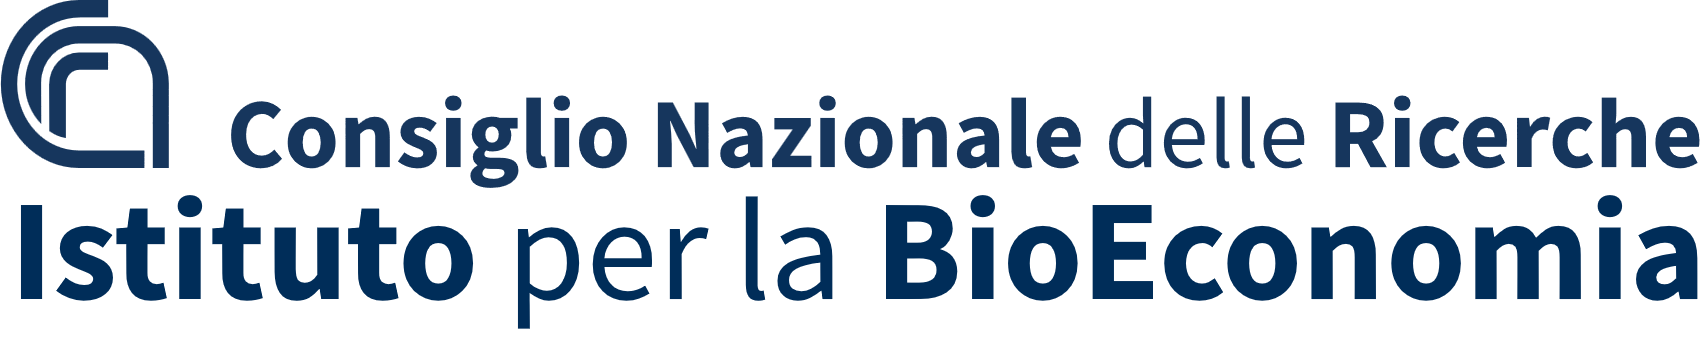 Consiglio Nazionale delle Ricerche
Istituto per la BioEconomia